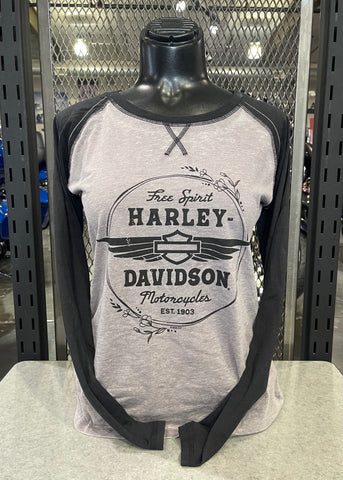 Free Spirit
HARLEY-
DAVIDSON
Motorcycles
EST. 1903